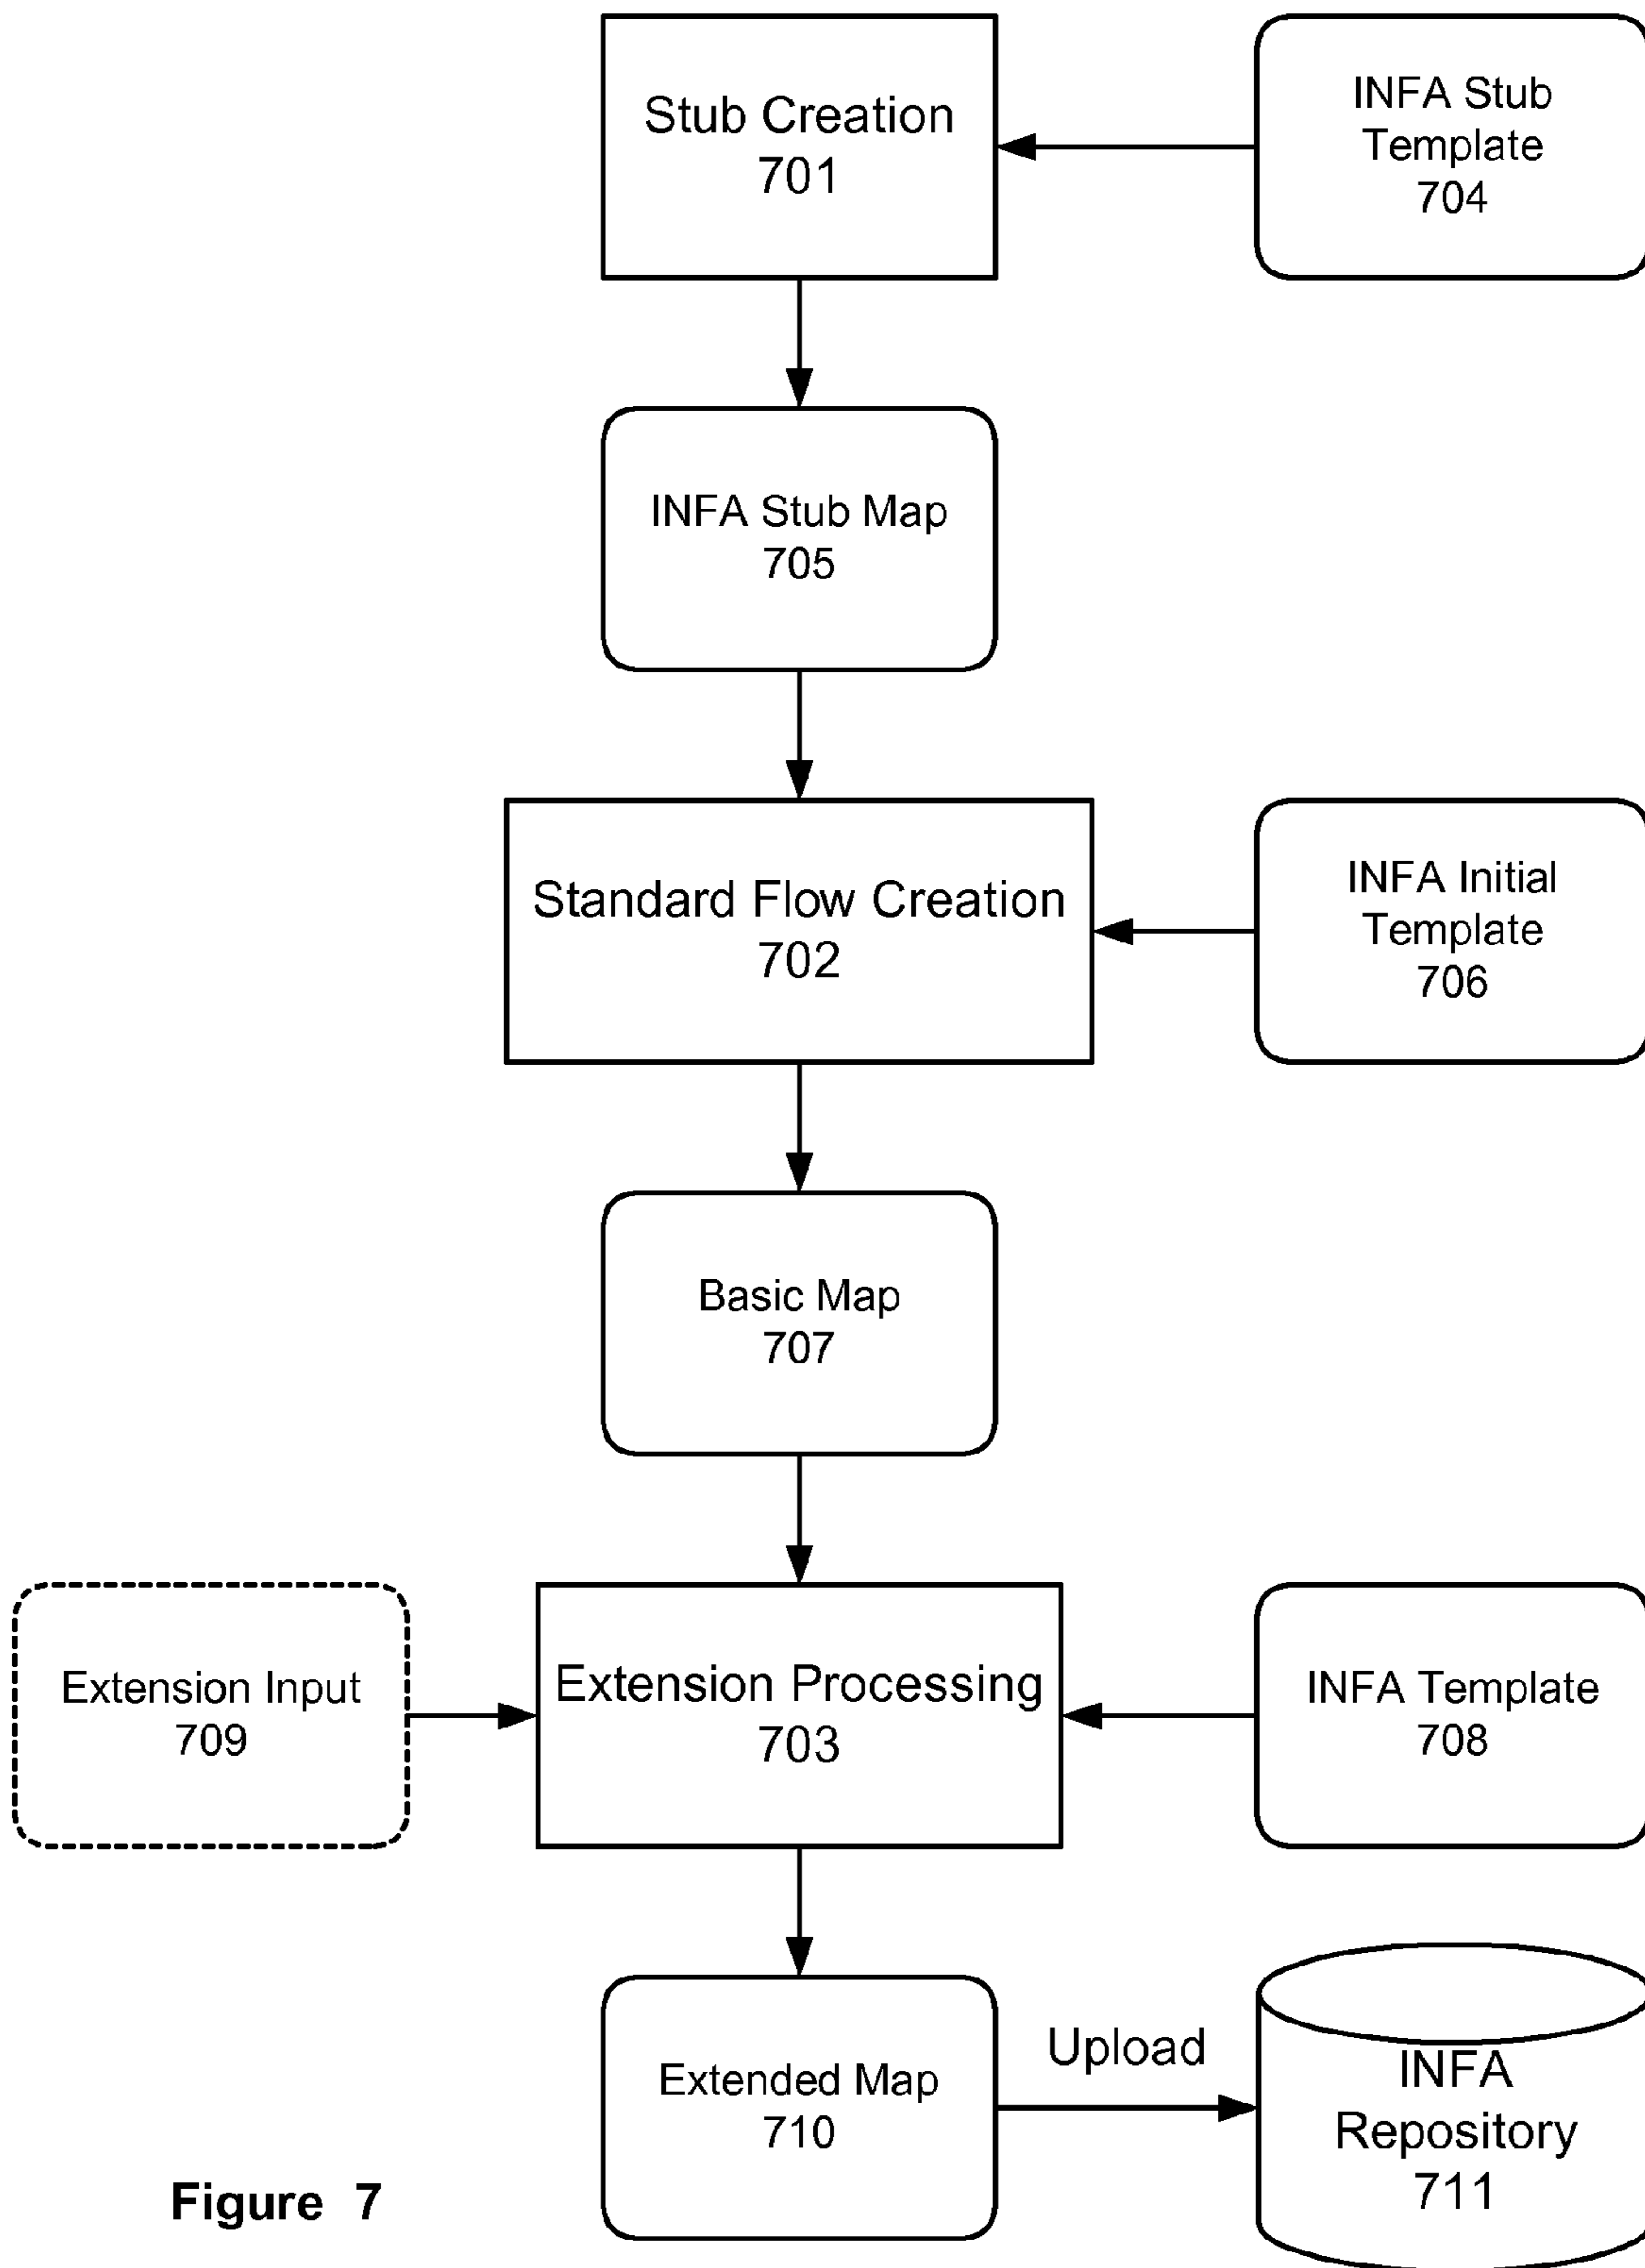 Stub Creation
701
INFA Stub
Template
704
INFA Stub Map
705
Standard Flow Creation
702
INFA Initial
Template
706
Basic Map
707
Extension Input
709
Extension Processing
703
INFA Template
708
Extended Map
710
Upload
INFA
Repository
711
Figure 7